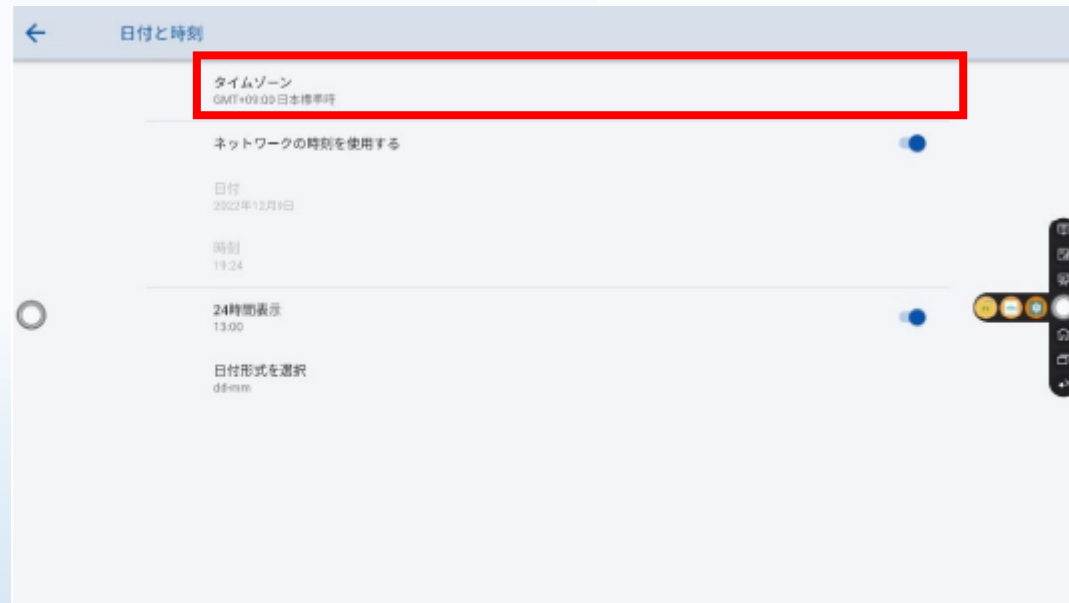 日付と時刻
タイムゾーン
GMT+09:00 日本標準時
ネットワークの時刻を使用する
日付
2022年12月9日
時刻
19:24
24時間表示
13:00
日付形式を選択
dd-mm